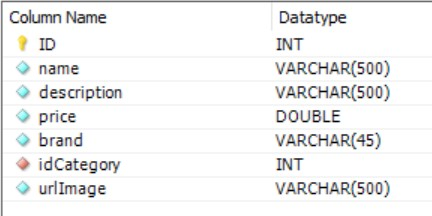 Column Name Datatype
ID INT
name VARCHAR(500)
description VARCHAR(500)
price DOUBLE
brand VARCHAR(45)
idCategory INT
urlImage VARCHAR(500)